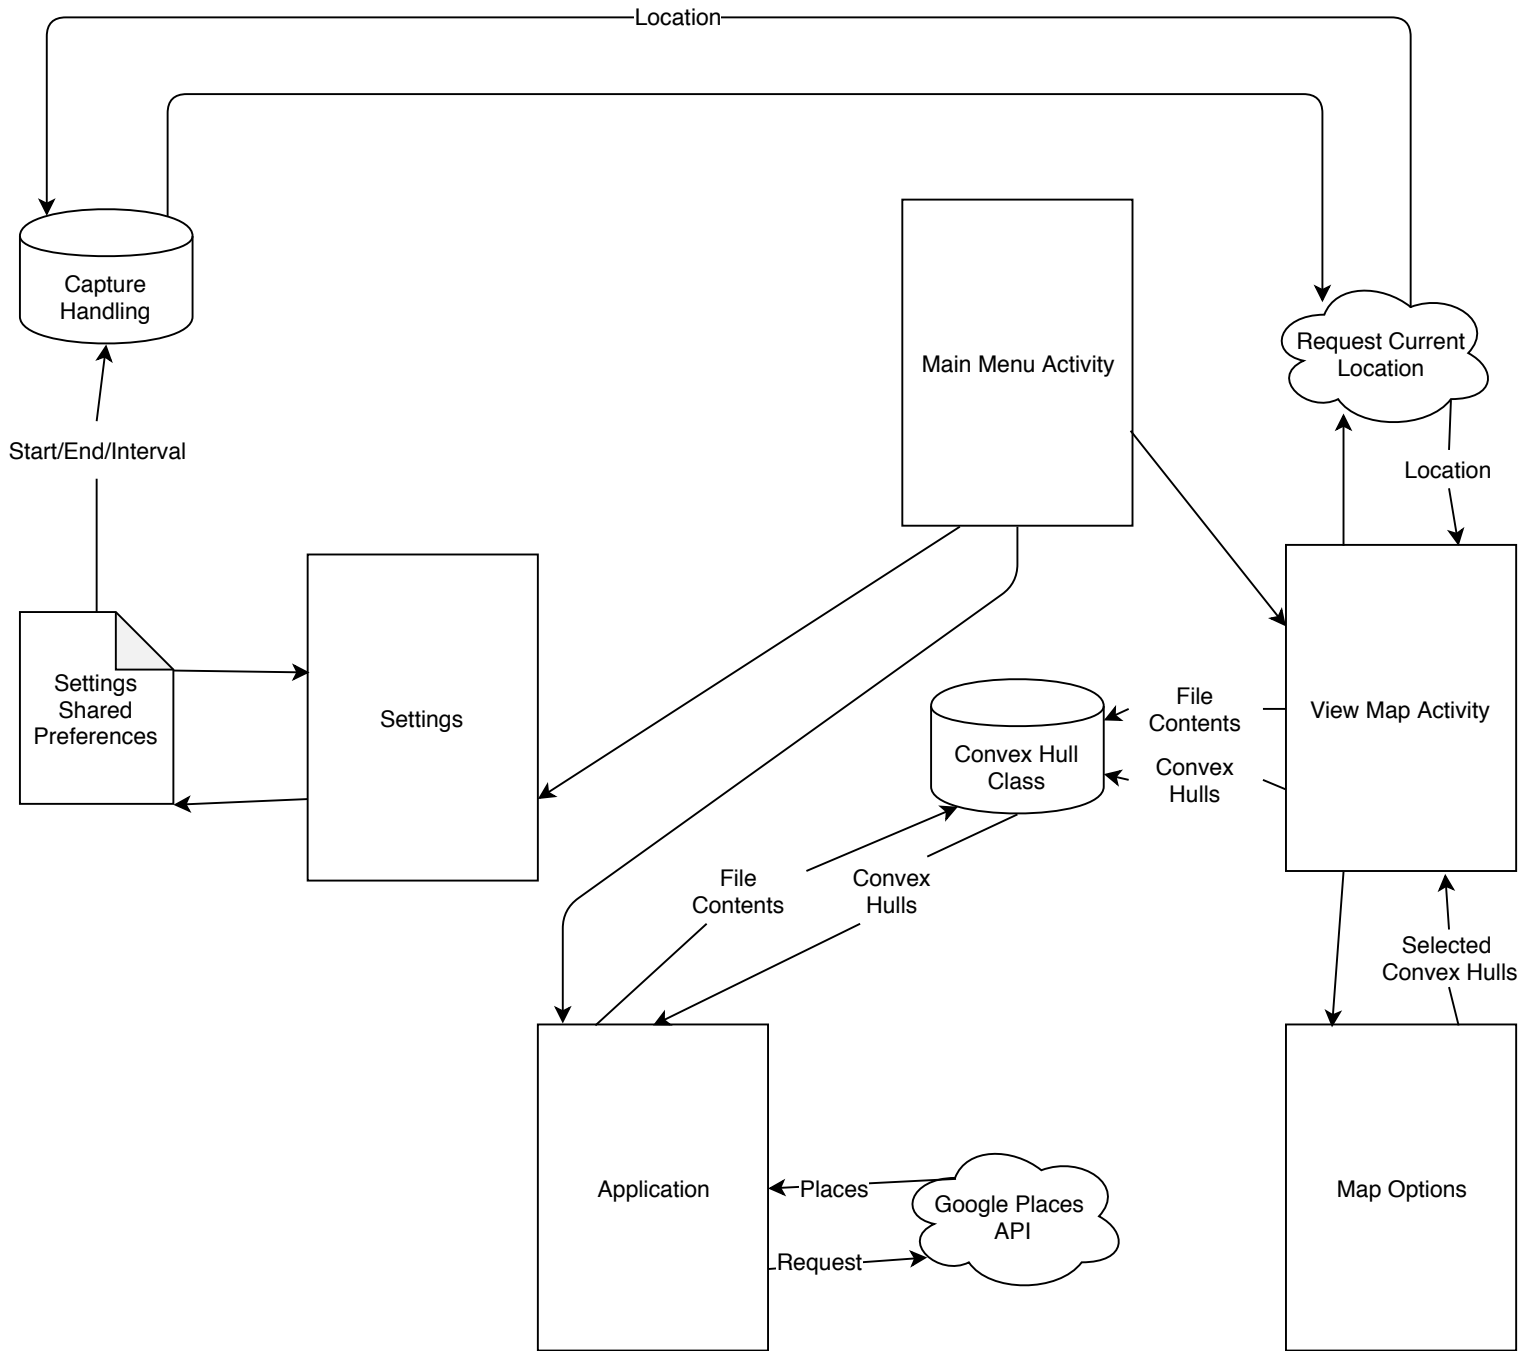 Location
Capture
Handling
Main Menu Activity
Request Current
Location
Start/End/Interval
Location
Settings
Shared
Preferences
Settings
File
Contents
View Map Activity
Convex Hull
Class
Convex
Hulls
File
Contents
Convex
Hulls
Selected
Convex Hulls
Application
Places
Google Places
API
Request
Map Options